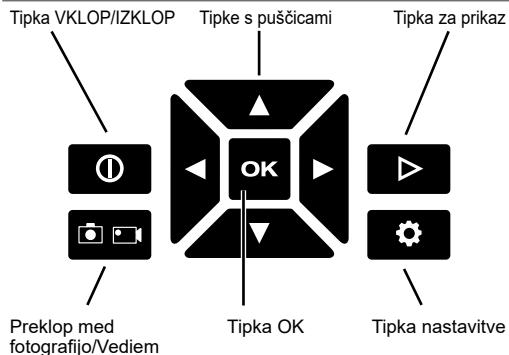 Tipka VKLOP/IZKLOP
Tipke s puščicami
Tipka za prikaz
OK
Preklop med
fotografijo/Vediem
Tipka OK
Tipka nastavitve